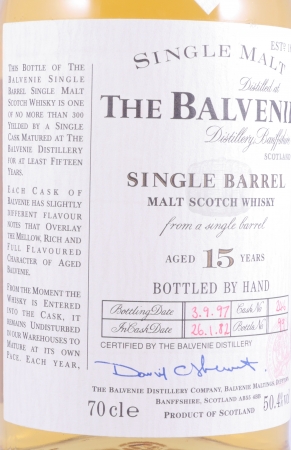 This Bottle of The
Balvenie Single
Barrel Single Malt
Scotch Whisky is
one of no more than 300
yielded by a Single
Cask Matured at The
Balvenie Distillery
for at least Fifteen
Years.
Each Cask of
Balvenie has slightly
different flavour
notes that Overlay
the Mellow, Rich and
Full Flavoured
Character of Aged
Balvenie.
From the Moment the
Whisky is Entered
into the Cask, it
remains Undisturbed
in our Warehouses to
Mature at its own
Pace. Each Year,
SINGLE MALT
Distilled at
THE BALVENIE
Distillery, Banffshire
SCOTLAND
SINGLE BARREL
MALT SCOTCH WHISKY
from a single barrel
AGED 15 YEARS
BOTTLED BY HAND
Bottling Date 3.9.97 Cask No
In Cask Date 26.1.82 Bottle No
CERTIFIED BY THE BALVENIE DISTILLERY
The Balvenie Distillery Company, Balvenie Maltings,
Banffshire, Scotland
70cle Product of Scotland 50.4%